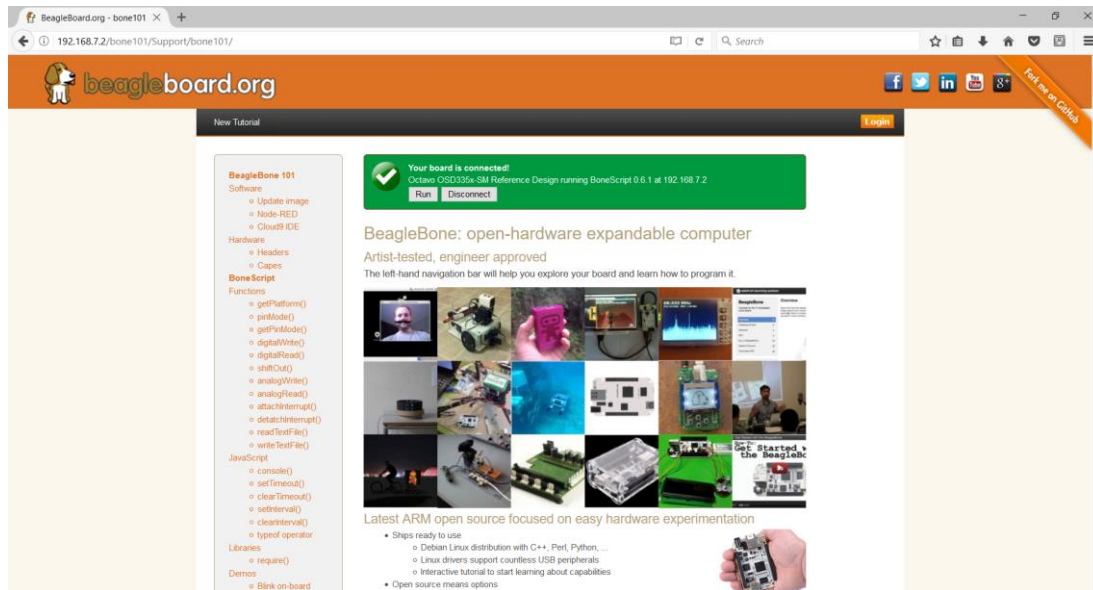 BeagleBoard.org - bone101
192.168.7.2/bone101/Support/bone101/
Search
beagleboard.org
Fork me on GitHub
New Tutorial
Login
BeagleBone 101
Software
Update image
Node-RED
Cloud9 IDE
Hardware
Headers
Capes
BoneScript
Functions
getPlatform()
pinMode()
getPinMode()
digitalWrite()
digitalRead()
shiftOut()
analogWrite()
analogRead()
attachInterrupt()
detatchInterrupt()
readTextFile()
writeTextFile()
JavaScript
console()
setTimeout()
clearTimeout()
setInterval()
clearInterval()
typeof operator
Libraries
require()
Demos
Blink on-board
Your board is connected!
Octavo OSD335x-SM Reference Design running BoneScript 0.6.1 at 192.168.7.2
Run Disconnect
BeagleBone: open-hardware expandable computer
Artist-tested, engineer approved
The left-hand navigation bar will help you explore your board and learn how to program it.
BeagleBone
Overview
Get Started
the BeagleBo
Latest ARM open source focused on easy hardware experimentation
Ships ready to use
Debian Linux distribution with C++, Perl, Python, ...
Linux drivers support countless USB peripherals
Interactive tutorial to start learning about capabilities
Open source means options